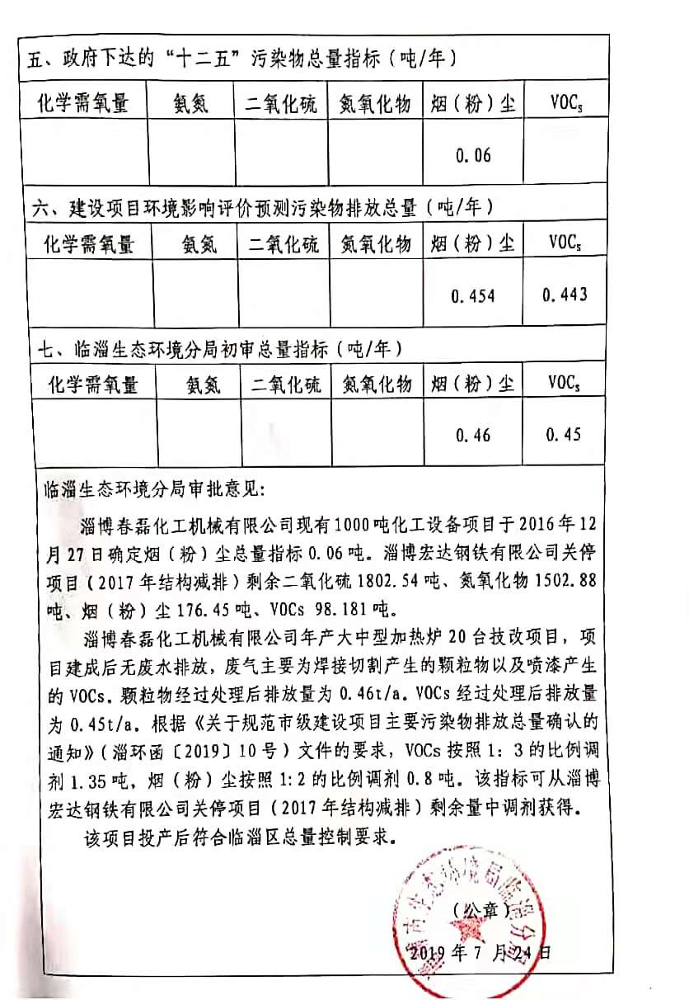 五、政府下达的“十二五”污染物总量指标（吨/年）
化学需氧量 氨氮 二氧化硫 氮氧化物 烟（粉）尘 VOCs
0.06
六、建设项目环境影响评价预测污染物排放总量（吨/年）
化学需氧量 氨氮 二氧化硫 氮氧化物 烟（粉）尘 VOCs
0.454 0.443
七、临淄生态环境分局初审总量指标（吨/年）
化学需氧量 氨氮 二氧化硫 氮氧化物 烟（粉）尘 VOCs
0.46 0.45
临淄生态环境分局审批意见：
淄博春磊化工机械有限公司现有1000吨化工设备项目于2016年12
月27日确定烟（粉）尘总量指标0.06吨。淄博宏达钢铁有限公司关停
项目（2017年结构减排）剩余二氧化硫1802.54吨、氮氧化物1502.88
吨、烟（粉）尘176.45吨、VOCs 98.181吨。
淄博春磊化工机械有限公司年产大中型加热炉20台技改项目，项
目建成后无废水排放，废气主要为焊接切割产生的颗粒物以及喷漆产生
的VOCs。颗粒物经过处理后排放量为0.46t/a。VOCs经过处理后排放量
为0.45t/a。根据《关于规范市级建设项目主要污染物排放总量确认的
通知》（淄环函〔2019〕10号）文件的要求，VOCs按照1：3的比例调
剂1.35吨，烟（粉）尘按照1:2的比例调剂0.8吨。该指标可从淄博
宏达钢铁有限公司关停项目（2017年结构减排）剩余量中调剂获得。
该项目投产后符合临淄区总量控制要求。
淄博市生态环境局临淄分局
（公章）
2019年7月24日